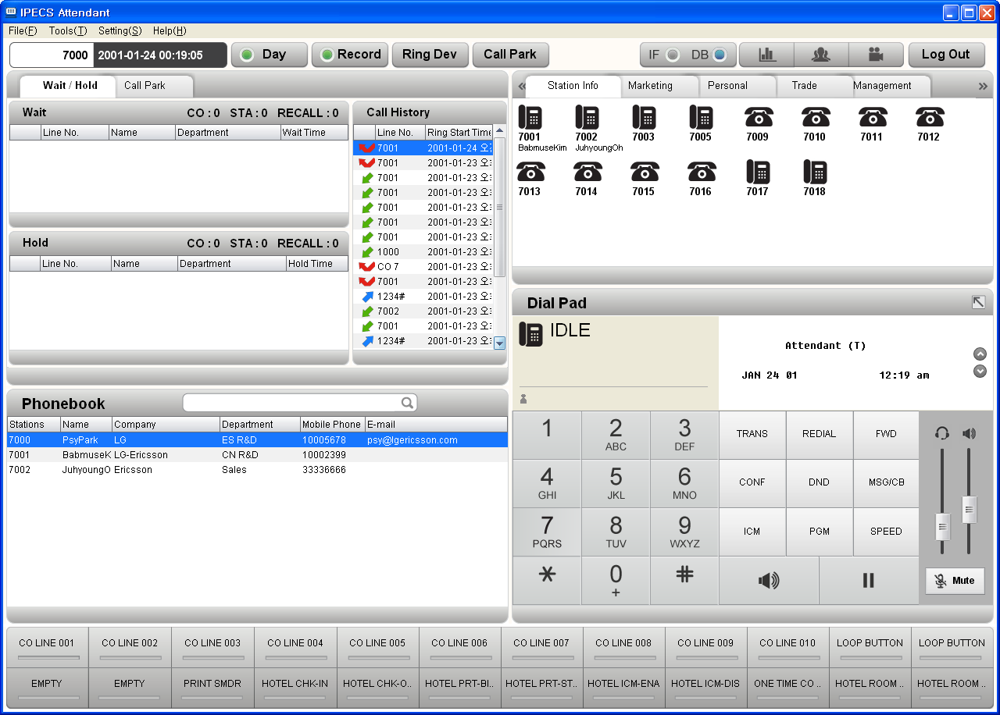 IPECS Attendant
File(F) Tools(T) Setting(S) Help(H)
7000 2001-01-24 00:19:05 Day Record Ring Dev Call Park IF DB Log Out
Wait / Hold Call Park
Wait CO : 0 STA : 0 RECALL : 0
Line No. Name Department Wait Time
Hold CO : 0 STA : 0 RECALL : 0
Line No. Name Department Hold Time
Call History
Line No. Ring Start Time
7001 2001-01-24 오
7001 2001-01-23 오
7001 2001-01-23 오
7001 2001-01-23 오
7001 2001-01-23 오
7001 2001-01-23 오
7001 2001-01-23 오
1000 2001-01-23 오
CO 7 2001-01-23 오
7001 2001-01-23 오
1234# 2001-01-23 오
7002 2001-01-23 오
7001 2001-01-23 오
1234# 2001-01-23 오
« Station Info Marketing Personal Trade Management »
7001 7002 7003 7005 7009 7010 7011 7012
BabmuseKim JuhyoungOh
7013 7014 7015 7016 7017 7018
Phonebook
Stations Name Company Department Mobile Phone E-mail
7000 PsyPark LG ES R&D 10005678 psy@lgericsson.com
7001 BabmuseK LG-Ericsson CN R&D 10002399
7002 JuhyoungO Ericsson Sales 33336666
Dial Pad
IDLE
Attendant (T)
JAN 24 01 12:19 am
1 2 3 TRANS REDIAL FWD
ABC DEF
4 5 6 CONF DND MSG/CB
GHI JKL MNO
7 8 9 ICM PGM SPEED
PQRS TUV WXYZ
* 0 #
+
Mute
CO LINE 001 CO LINE 002 CO LINE 003 CO LINE 004 CO LINE 005 CO LINE 006 CO LINE 007 CO LINE 008 CO LINE 009 CO LINE 010 LOOP BUTTON LOOP BUTTON
EMPTY EMPTY PRINT SMDR HOTEL CHK-IN HOTEL CHK-O.. HOTEL PRT-BI.. HOTEL PRT-ST.. HOTEL ICM-ENA HOTEL ICM-DIS ONE TIME CO .. HOTEL ROOM .. HOTEL ROOM ..